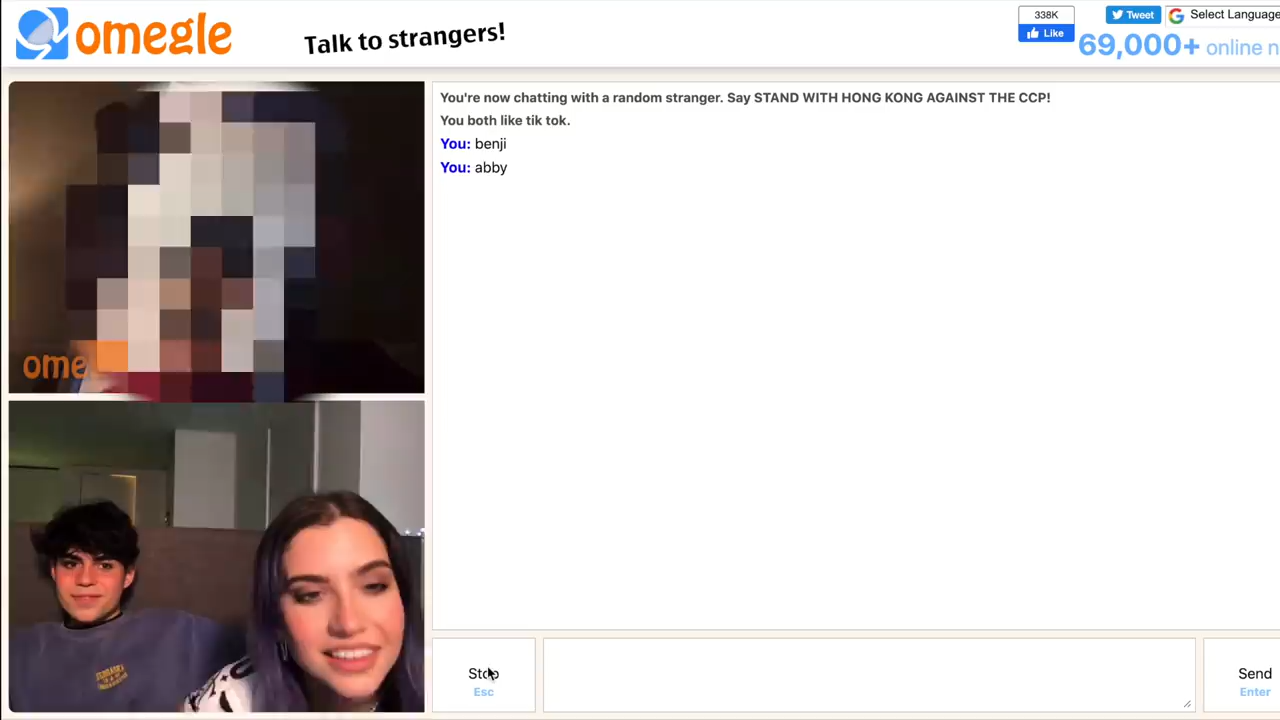 omegle
Talk to strangers!
338K
Like
Tweet
Select Language
69,000+ online n
You're now chatting with a random stranger. Say STAND WITH HONG KONG AGAINST THE CCP!
You both like tik tok.
You: benji
You: abby
ome
Stop
Esc
Send
Enter